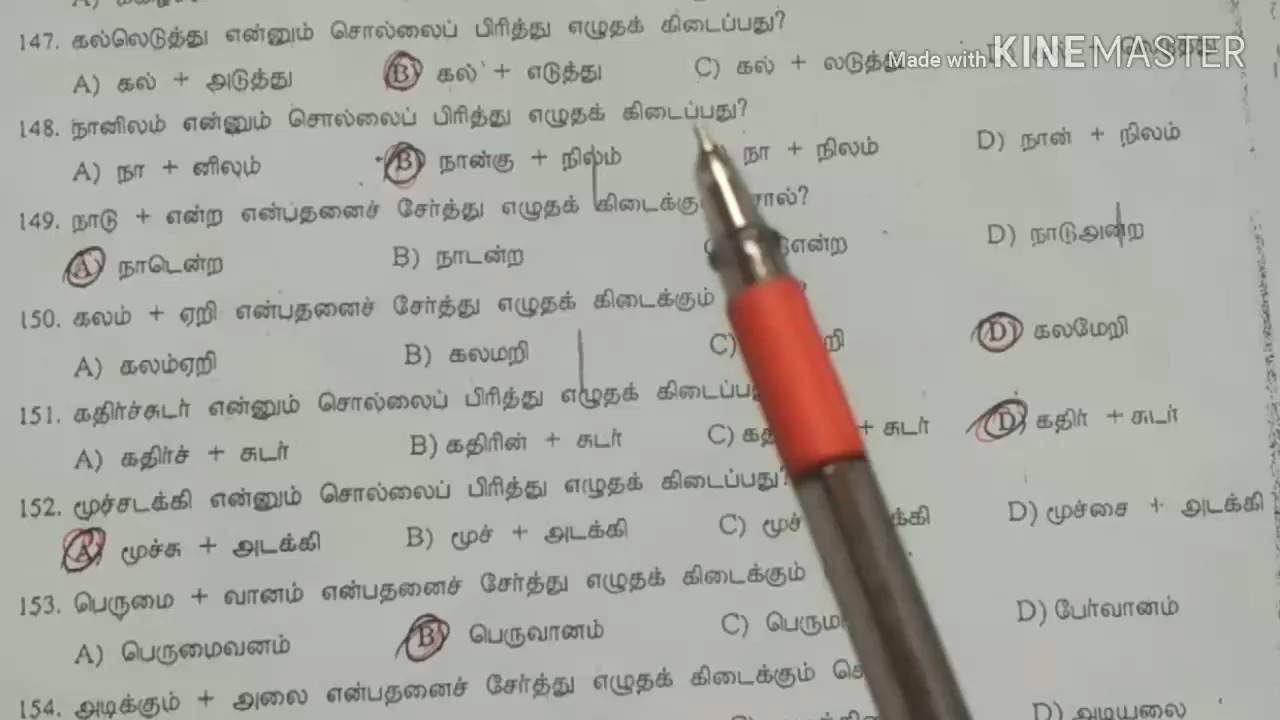 147. கல்லெடுத்து என்னும் சொல்லைப் பிரித்து எழுதக் கிடைப்பது?
A) கல் + அடுத்து B) கல் + எடுத்து C) கல் + லடுத்து
Made with KINEMASTER
148. நானிலம் என்னும் சொல்லைப் பிரித்து எழுதக் கிடைப்பது?
A) நா + னிலும் B) நான்கு + நிலம் நா + நிலம் D) நான் + நிலம்
149. நாடு + என்ற என்பதனைச் சேர்த்து எழுதக் கிடைக்கு
A) நாடென்ற B) நாடன்ற D) நாடுஅன்ற
150. கலம் + ஏறி என்பதனைச் சேர்த்து எழுதக் கிடைக்கும்
A) கலம்ஏறி B) கலமறி C) றி D) கலமேறி
151. கதிர்ச்சுடர் என்னும் சொல்லைப் பிரித்து எழுதக் கிடைப்ப
A) கதிர்ச் + சுடர் B) கதிரின் + சுடர் C) + சுடர் D) கதிர் + சுடர்
152. மூச்சடக்கி என்னும் சொல்லைப் பிரித்து எழுதக் கிடைப்பது?
A) மூச்சு + அடக்கி B) மூச் + அடக்கி C) மூச் க்கி D) மூச்சை + அடக்கி
153. பெருமை + வானம் என்பதனைச் சேர்த்து எழுதக் கிடைக்கும்
A) பெருமைவனம் B) பெருவானம் C) பெரும D) பேர்வானம்
154. அடிக்கும் + அலை என்பதனைச் சேர்த்து எழுதக் கிடைக்கும்
D) அடியலை